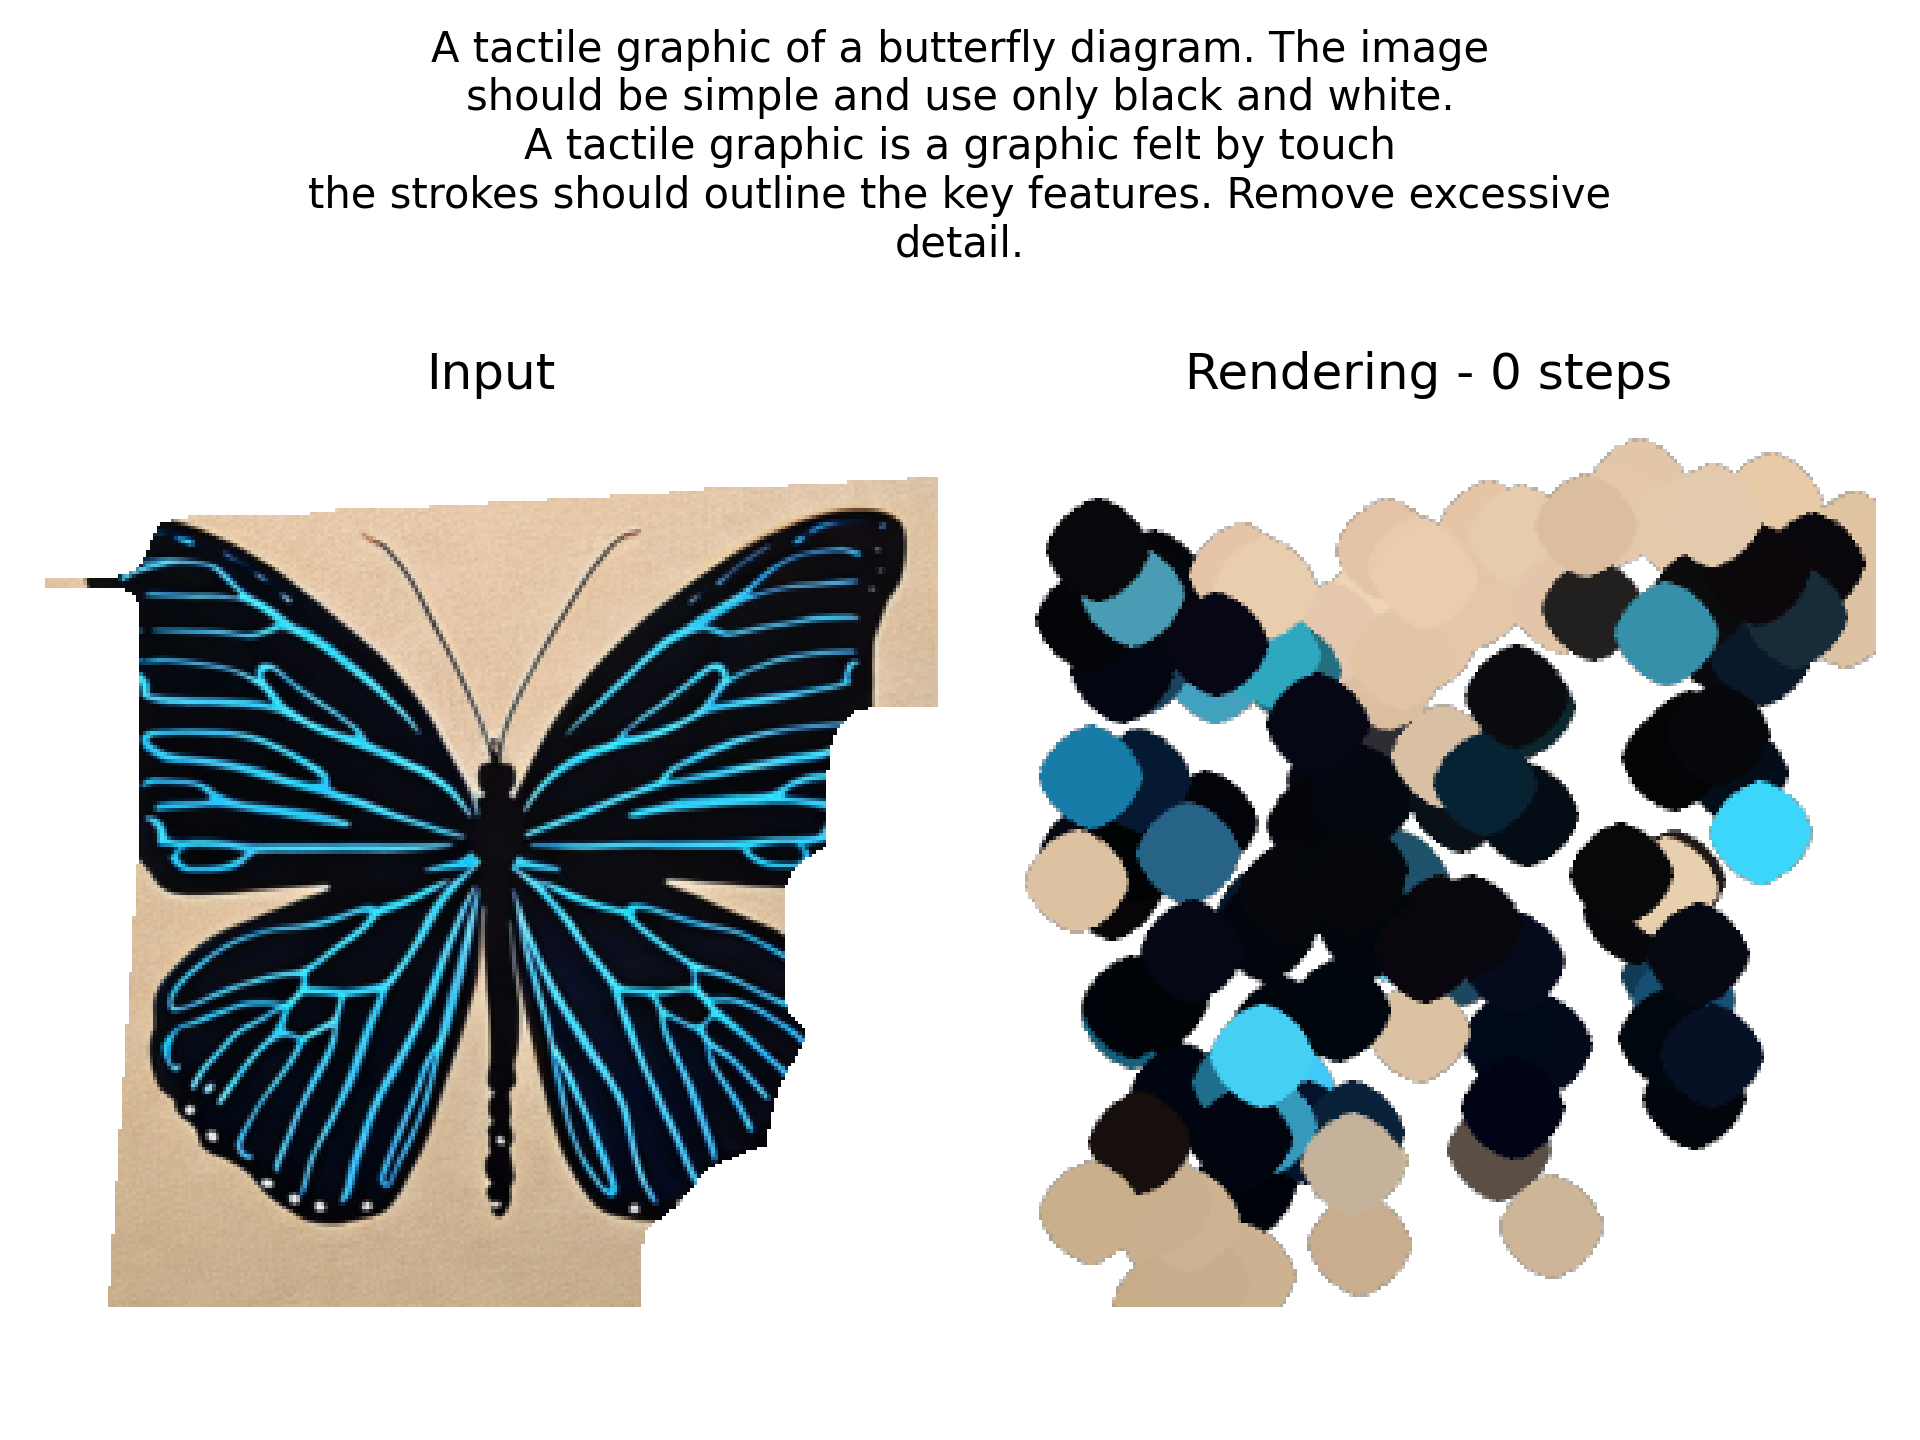 A tactile graphic of a butterfly diagram. The image
should be simple and use only black and white.
A tactile graphic is a graphic felt by touch
the strokes should outline the key features. Remove excessive
detail.
Input
Rendering - 0 steps